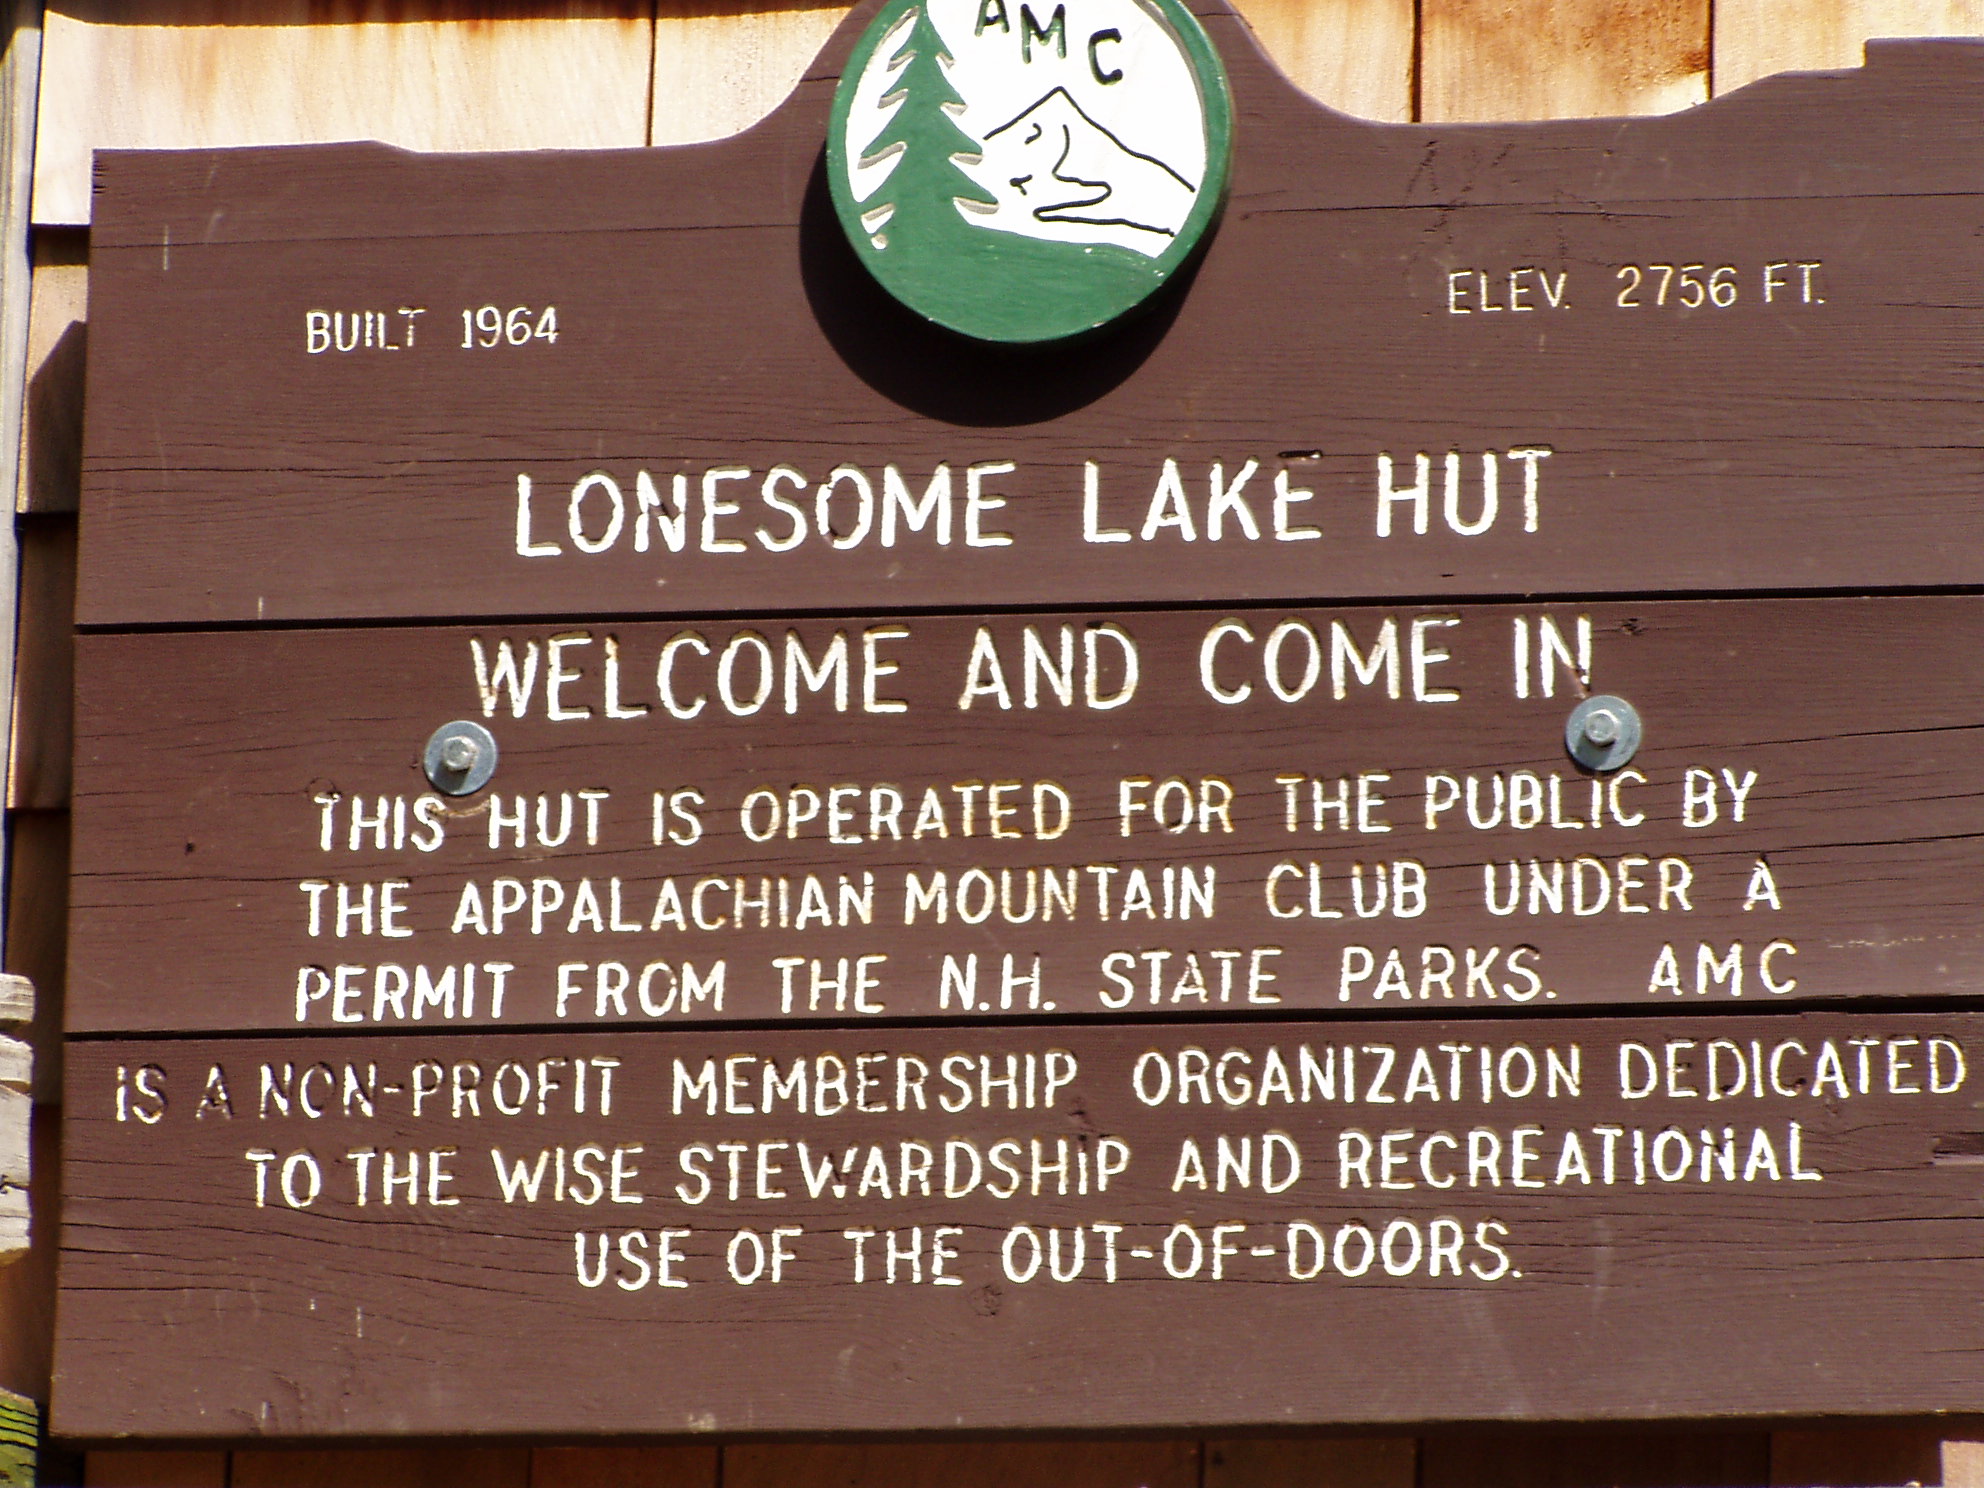 AMC
BUILT 1964
ELEV. 2756 FT.
LONESOME LAKE HUT
WELCOME AND COME IN
THIS HUT IS OPERATED FOR THE PUBLIC BY
THE APPALACHIAN MOUNTAIN CLUB UNDER A
PERMIT FROM THE N.H. STATE PARKS. AMC
IS A NON-PROFIT MEMBERSHIP ORGANIZATION DEDICATED
TO THE WISE STEWARDSHIP AND RECREATIONAL
USE OF THE OUT-OF-DOORS.